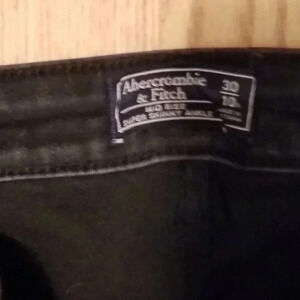 Abercrombie
& Fitch
MID RISE
SUPER SKINNY ANKLE
30
10